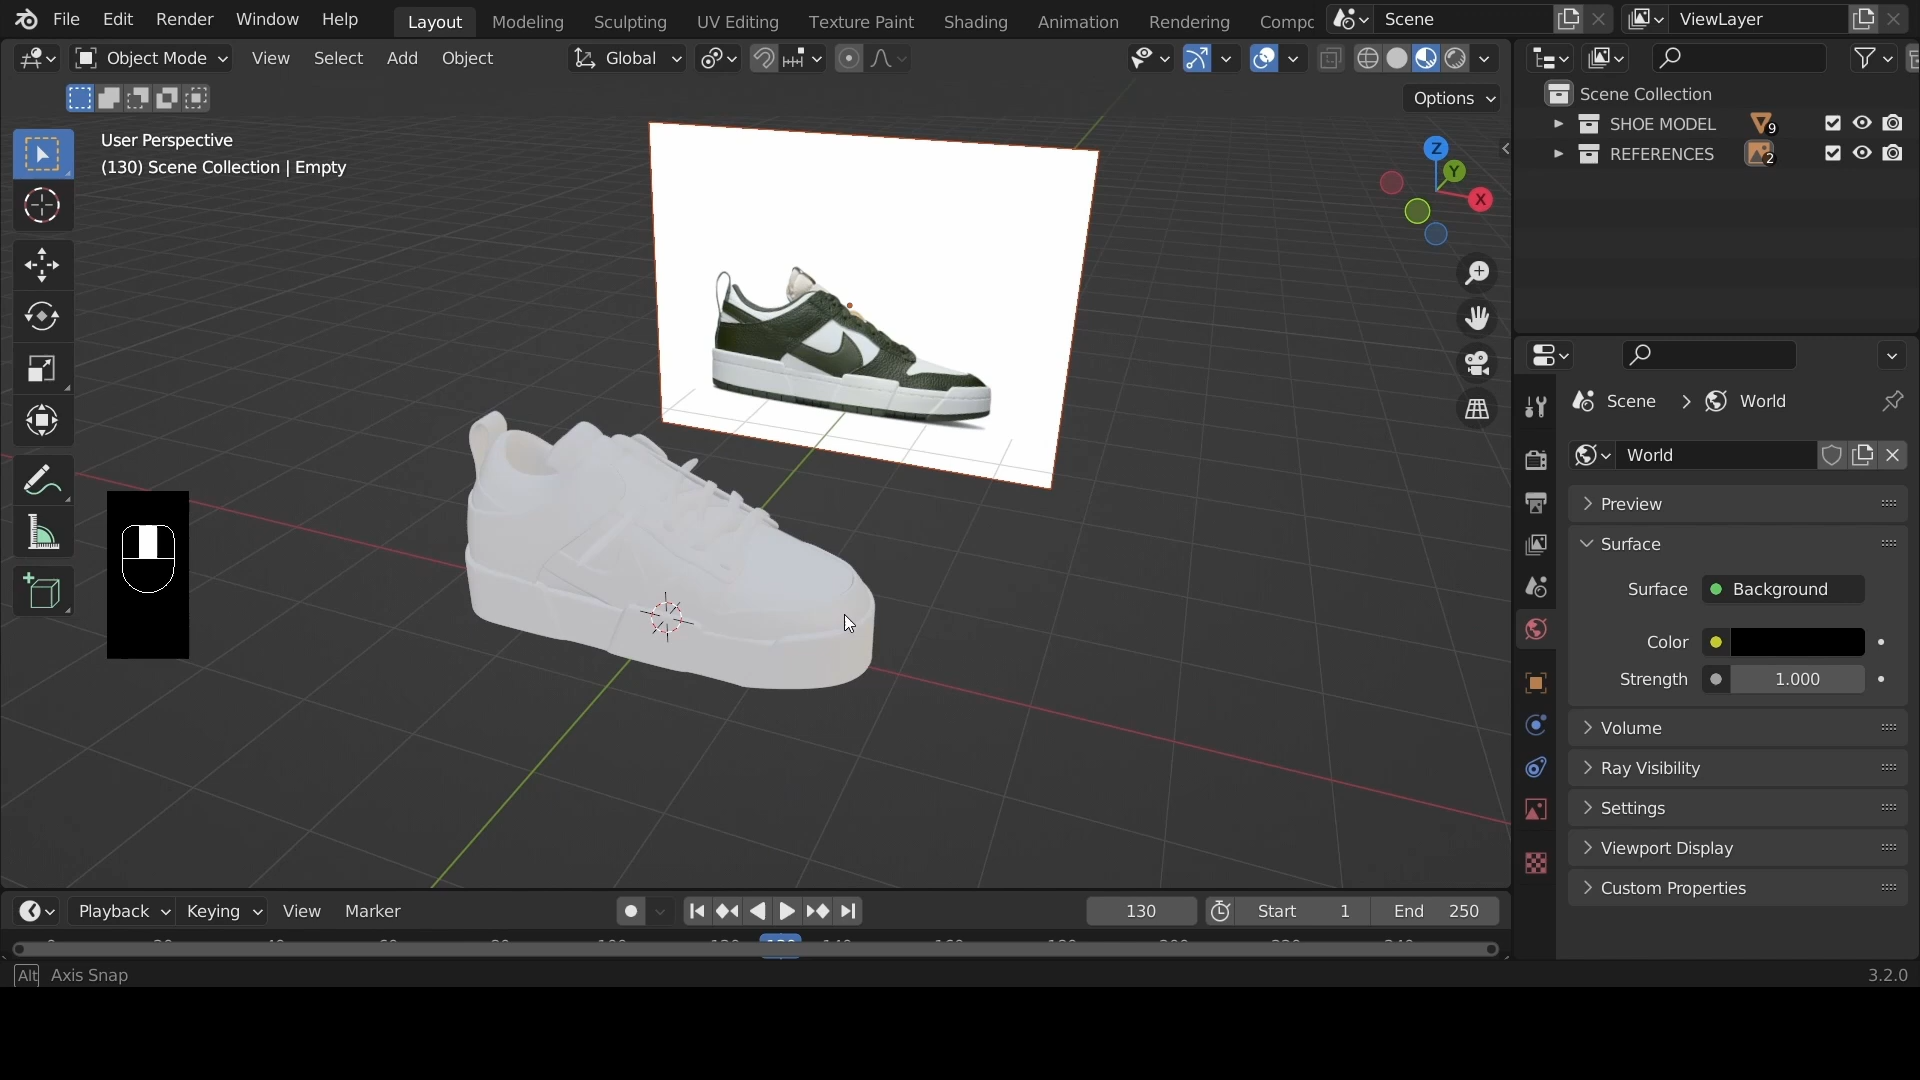 File Edit Render Window Help Layout Modeling Sculpting UV Editing Texture Paint Shading Animation Rendering Compo Scene ViewLayer
Object Mode View Select Add Object Global
Options
User Perspective
(130) Scene Collection | Empty
Z
Y
X
Scene Collection
SHOE MODEL 9
REFERENCES 2
Scene > World
World
Preview
Surface
Surface Background
Color
Strength 1.000
Volume
Ray Visibility
Settings
Viewport Display
Custom Properties
Playback Keying View Marker 130 Start 1 End 250
Alt Axis Snap 3.2.0